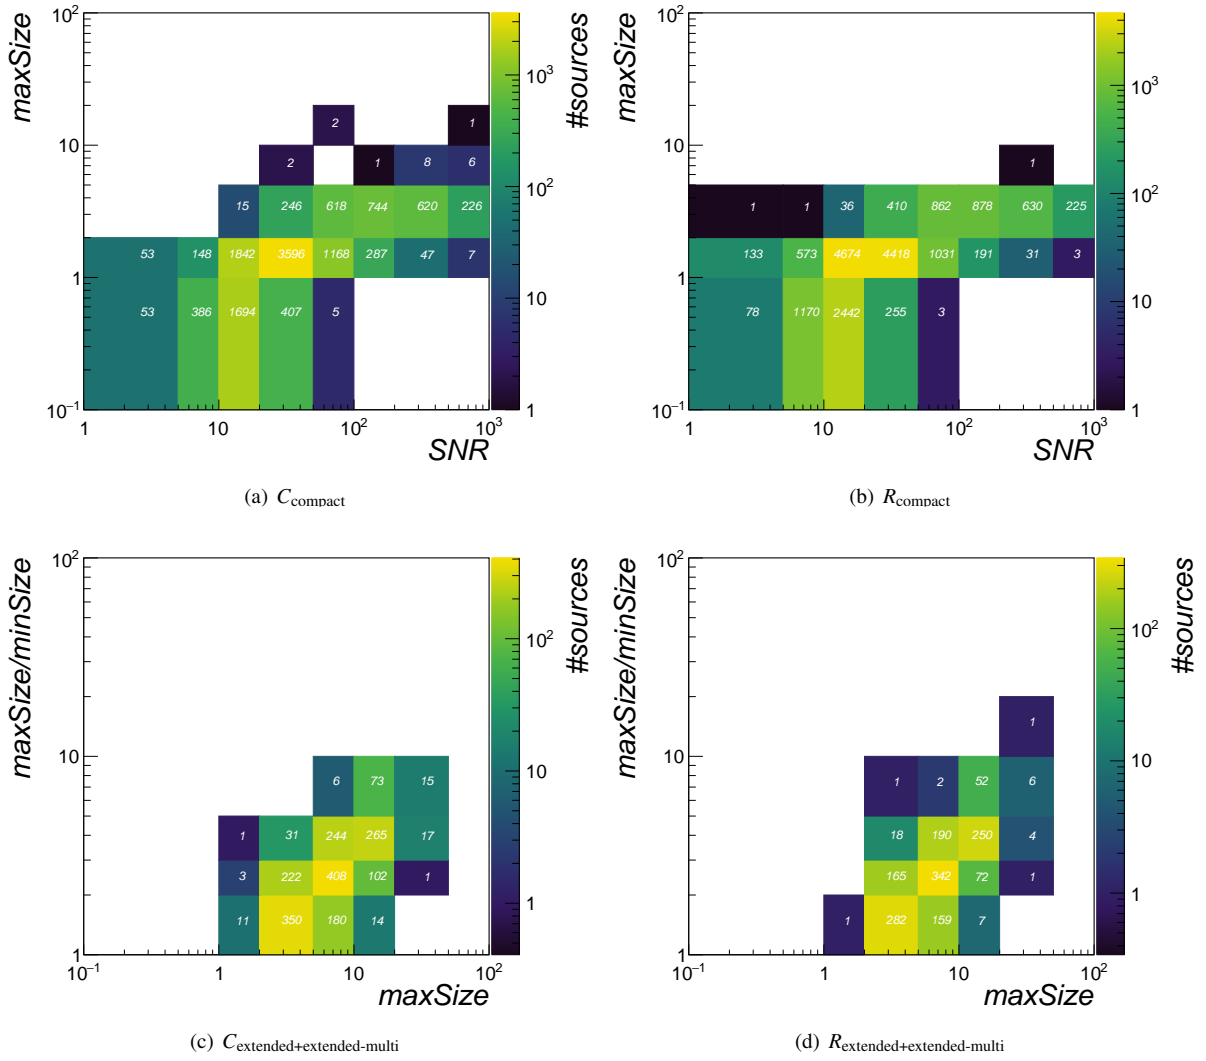 maxSize
10²
10
1
10⁻¹
2 1
2 1 8 6
15 246 618 744 620 226
53 148 1842 3596 1168 287 47 7
53 386 1694 407 5
1 10 10² 10³
SNR
#sources
10³
10²
10
1
(a) C compact
maxSize
10²
10
1
10⁻¹
1
1 1 36 410 862 878 630 225
133 573 4674 4418 1031 191 31 3
78 1170 2442 255 3
1 10 10² 10³
SNR
#sources
10³
10²
10
1
(b) R compact
maxSize/minSize
10²
10
1
6 73 15
1 31 244 265 17
3 222 408 102 1
11 350 180 14
10⁻¹ 1 10 10²
maxSize
#sources
10²
10
1
(c) C extended+extended-multi
maxSize/minSize
10²
10
1
1
1 2 52 6
18 190 250 4
165 342 72 1
1 282 159 7
10⁻¹ 1 10 10²
maxSize
#sources
10²
10
1
(d) R extended+extended-multi